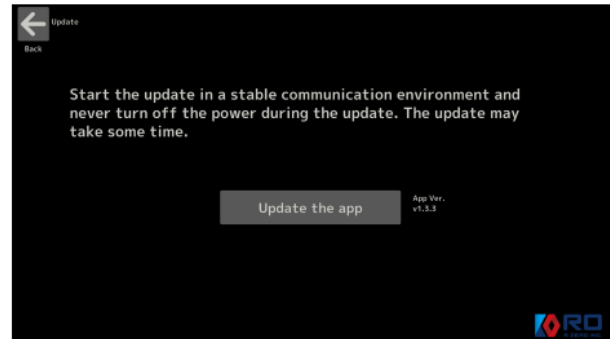 Update
Back
Start the update in a stable communication environment and
never turn off the power during the update. The update may
take some time.
Update the app
App Ver.
v1.3.3
RO